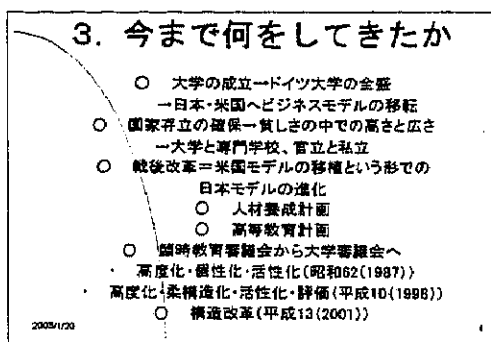 3. 今まで何をしてきたか
○ 大学の成立→ドイツ大学の全盛
→日本・米国へビジネスモデルの移転
○ 国家存立の確保→貧しさの中での高さと広さ
→大学と専門学校、官立と私立
○ 戦後改革＝米国モデルの移植という形での
日本モデルの進化
○ 人材養成計画
○ 高等教育計画
○ 臨時教育審議会から大学審議会へ
・ 高度化・個性化・活性化(昭和62(1987))
・ 高度化・柔構造化・活性化・評価(平成10(1998))
○ 構造改革(平成13(2001))
2003/1/20